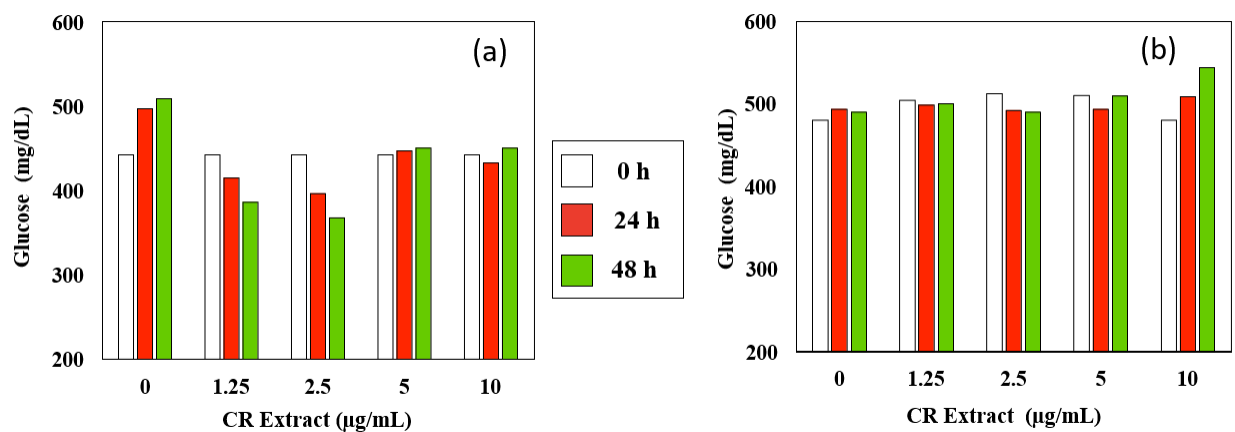 (a)
600
500
400
300
200
Glucose (mg/dL)
0 1.25 2.5 5 10
CR Extract (µg/mL)
0 h
24 h
48 h
(b)
600
500
400
300
200
Glucose (mg/dL)
0 1.25 2.5 5 10
CR Extract (µg/mL)